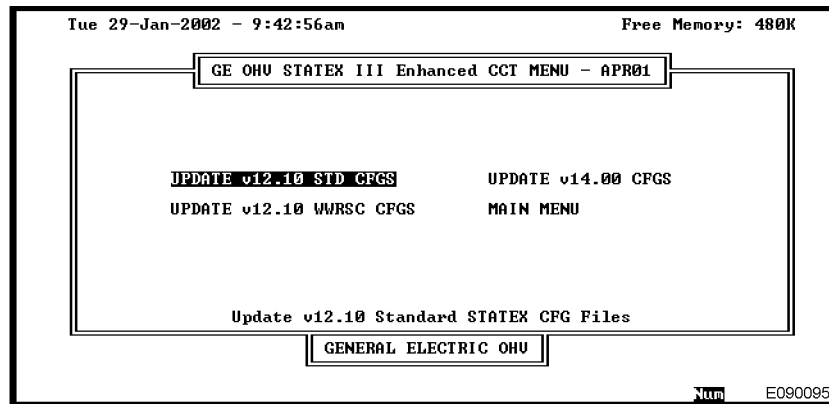 Tue 29-Jan-2002 - 9:42:56am Free Memory: 480K
GE OHV STATEX III Enhanced CCT MENU - APR01
UPDATE v12.10 STD CFGS UPDATE v14.00 CFGS
UPDATE v12.10 WWRSC CFGS MAIN MENU
Update v12.10 Standard STATEX CFG Files
GENERAL ELECTRIC OHV
Num E090095